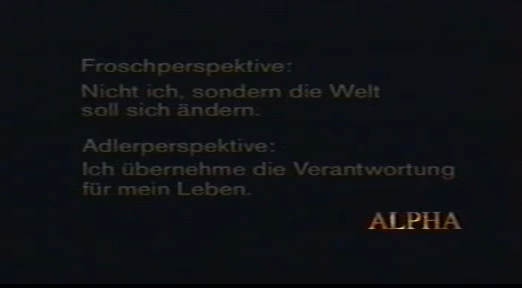 Froschperspektive:
Nicht ich, sondern die Welt
soll sich ändern.
Adlerperspektive:
Ich übernehme die Verantwortung
für mein Leben.
ALPHA